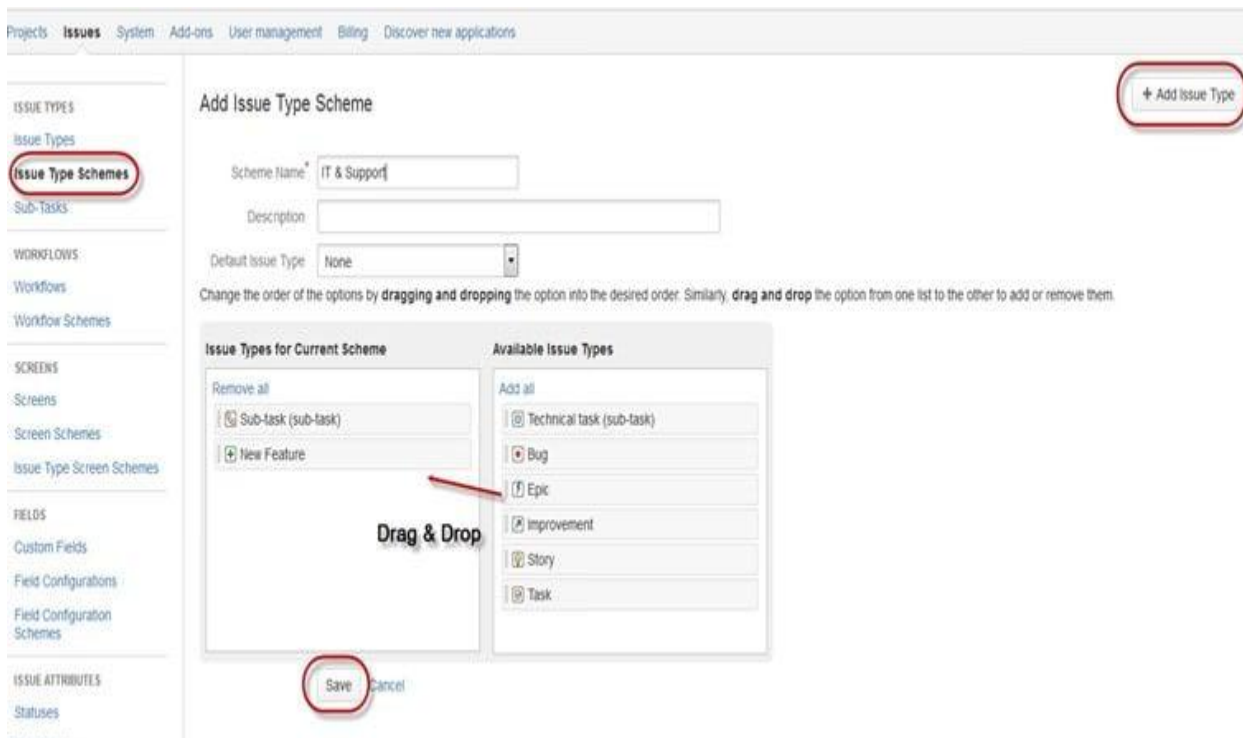 Projects Issues System Add-ons User management Billing Discover new applications
ISSUE TYPES
Issue Types
Issue Type Schemes
Sub-Tasks
WORKFLOWS
Workflows
Workflow Schemes
SCREENS
Screens
Screen Schemes
Issue Type Screen Schemes
FIELDS
Custom Fields
Field Configurations
Field Configuration
Schemes
ISSUE ATTRIBUTES
Statuses
Add Issue Type Scheme
+ Add Issue Type
Scheme Name* IT & Support
Description
Default Issue Type None
Change the order of the options by dragging and dropping the option into the desired order. Similarly, drag and drop the option from one list to the other to add or remove them.
Issue Types for Current Scheme
Remove all
Sub-task (sub-task)
New Feature
Drag & Drop
Available Issue Types
Add all
Technical task (sub-task)
Bug
Epic
Improvement
Story
Task
Save Cancel